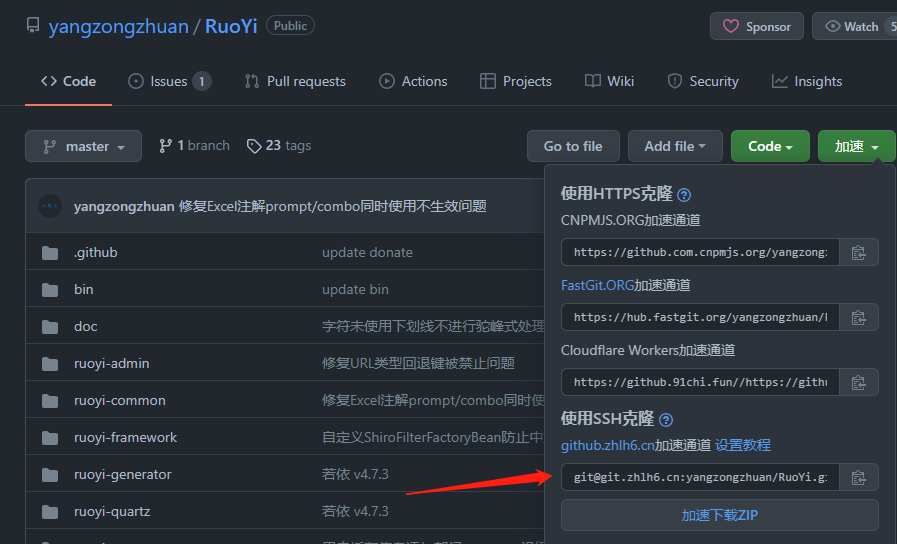 yangzongzhuan / RuoYi Public
Sponsor
Watch 5
Code
Issues 1
Pull requests
Actions
Projects
Wiki
Security
Insights
master
1 branch
23 tags
Go to file
Add file
Code
加速
yangzongzhuan 修复Excel注解prompt/combo同时使用不生效问题
.github update donate
bin update bin
doc 字符未使用下划线不进行驼峰式处理
ruoyi-admin 修复URL类型回退键被禁止问题
ruoyi-common 修复Excel注解prompt/combo同时使
ruoyi-framework 自定义ShiroFilterFactoryBean防止中
ruoyi-generator 若依 v4.7.3
ruoyi-quartz 若依 v4.7.3
使用HTTPS克隆
CNPMJS.ORG加速通道
https://github.com.cnpmjs.org/yangzong
FastGit.ORG加速通道
https://hub.fastgit.org/yangzongzhuan/
Cloudflare Workers加速通道
https://github.91chi.fun//https://gith
使用SSH克隆
github.zhlh6.cn加速通道 设置教程
git@git.zhlh6.cn:yangzongzhuan/RuoYi.g
加速下载ZIP